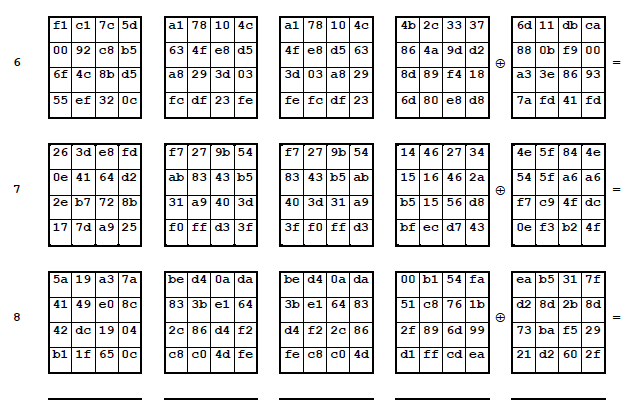 f1 c1 7c 5d a1 78 10 4c a1 78 10 4c 4b 2c 33 37 6d 11 db ca
00 92 c8 b5 63 4f e8 d5 4f e8 d5 63 86 4a 9d d2 88 0b f9 00
6 ⊕ =
6f 4c 8b d5 a8 29 3d 03 3d 03 a8 29 8d 89 f4 18 a3 3e 86 93
55 ef 32 0c fc df 23 fe fe fc df 23 6d 80 e8 d8 7a fd 41 fd
26 3d e8 fd f7 27 9b 54 f7 27 9b 54 14 46 27 34 4e 5f 84 4e
0e 41 64 d2 ab 83 43 b5 83 43 b5 ab 15 16 46 2a 54 5f a6 a6
7 ⊕ =
2e b7 72 8b 31 a9 40 3d 40 3d 31 a9 b5 15 56 d8 f7 c9 4f dc
17 7d a9 25 f0 ff d3 3f 3f f0 ff d3 bf ec d7 43 0e f3 b2 4f
5a 19 a3 7a be d4 0a da be d4 0a da 00 b1 54 fa ea b5 31 7f
41 49 e0 8c 83 3b e1 64 3b e1 64 83 51 c8 76 1b d2 8d 2b 8d
8 ⊕ =
42 dc 19 04 2c 86 d4 f2 d4 f2 2c 86 2f 89 6d 99 73 ba f5 29
b1 1f 65 0c c8 c0 4d fe fe c8 c0 4d d1 ff cd ea 21 d2 60 2f